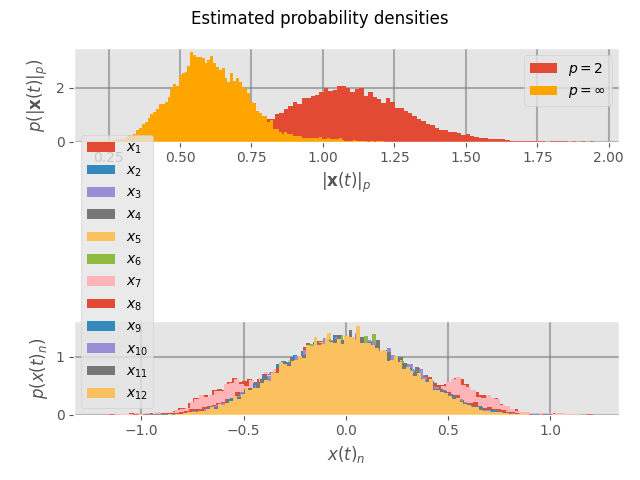 Estimated probability densities
p(|x(t)|ₚ)
2
0
p = 2
p = ∞
0.25 0.50 0.75 1.00 1.25 1.50 1.75 2.00
|x(t)|ₚ
x₁
x₂
x₃
x₄
x₅
x₆
x₇
x₈
x₉
x₁₀
x₁₁
x₁₂
p(x(t)ₙ)
1
0
−1.0 −0.5 0.0 0.5 1.0
x(t)ₙ